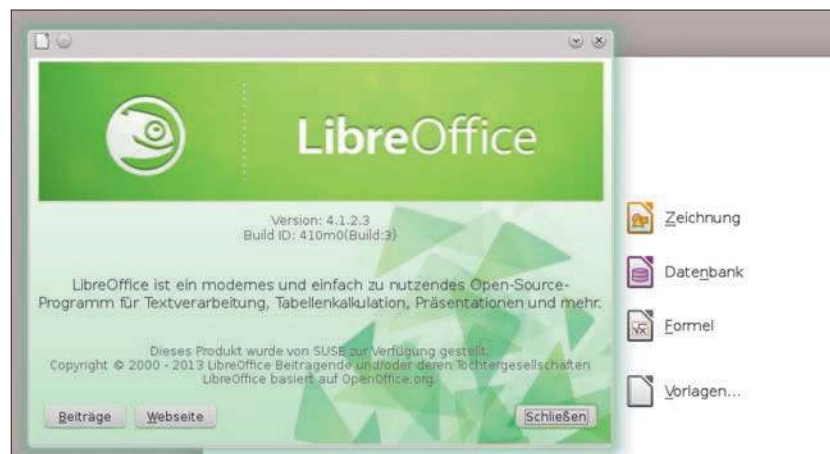 LibreOffice
Version: 4.1.2.3
Build ID: 410m0(Build:3)
LibreOffice ist ein modernes und einfach zu nutzendes Open-Source-
Programm für Textverarbeitung, Tabellenkalkulation, Präsentationen und mehr.
Dieses Produkt wurde von SUSE zur Verfügung gestellt.
Copyright © 2000 - 2013 LibreOffice Beitragende und/oder deren Tochtergesellschaften
LibreOffice basiert auf OpenOffice.org.
Beiträge
Webseite
Schließen
Zeichnung
Datenbank
Formel
Vorlagen...